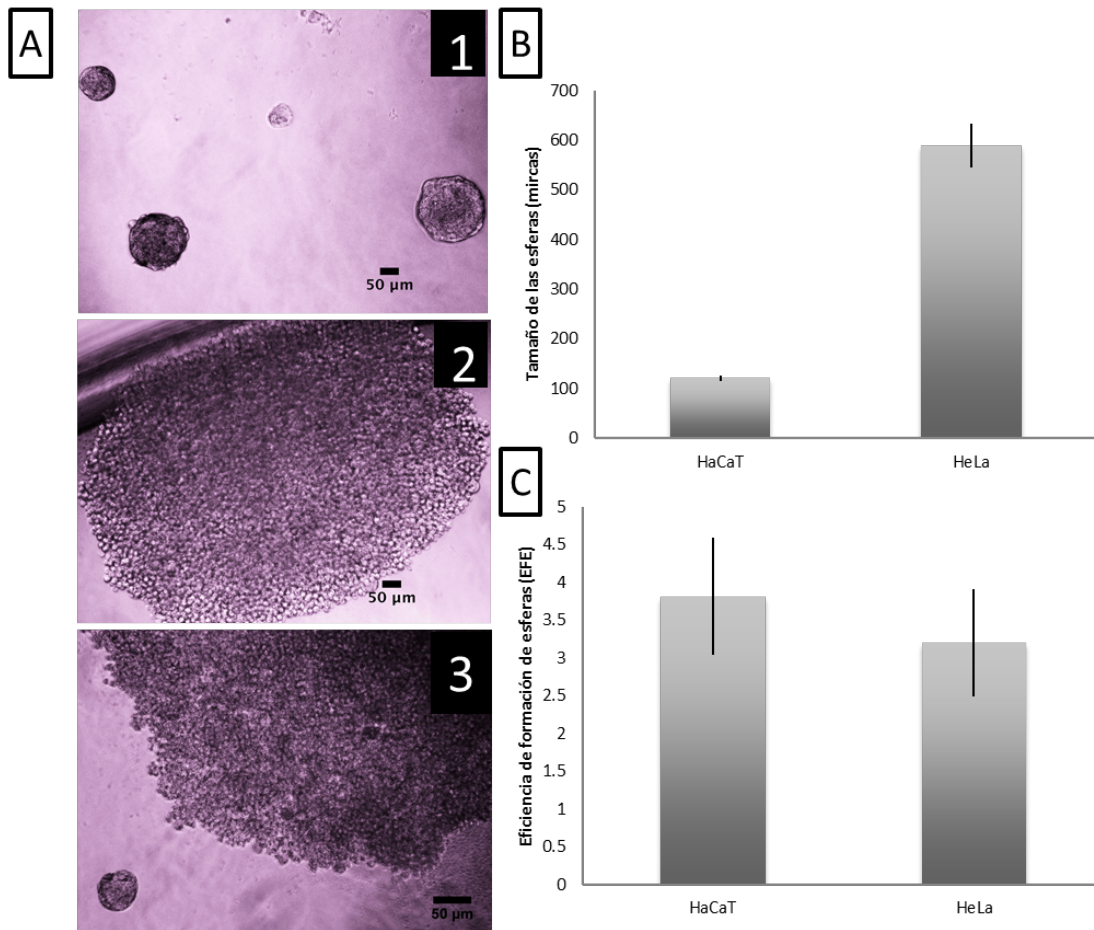 A
1
50 µm
2
50 µm
3
50 µm
B
Tamaño de las esferas (mircas)
700
600
500
400
300
200
100
0
HaCaT
HeLa
C
Eficiencia de formación de esferas (EFE)
5
4.5
4
3.5
3
2.5
2
1.5
1
0.5
0
HaCaT
HeLa